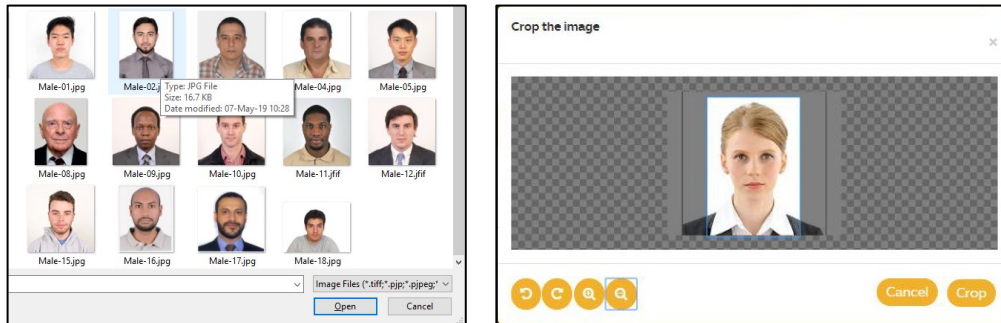 Male-01.jpg
Male-02.j
Male-04.jpg
Male-05.jpg
Type: JPG File
Size: 16.7 KB
Date modified: 07-May-19 10:28
Male-08.jpg
Male-09.jpg
Male-10.jpg
Male-11.jfif
Male-12.jfif
Male-15.jpg
Male-16.jpg
Male-17.jpg
Male-18.jpg
Image Files (*.tiff;*.pjp;*.pjpeg;*
Open
Cancel
Crop the image
×
Cancel
Crop